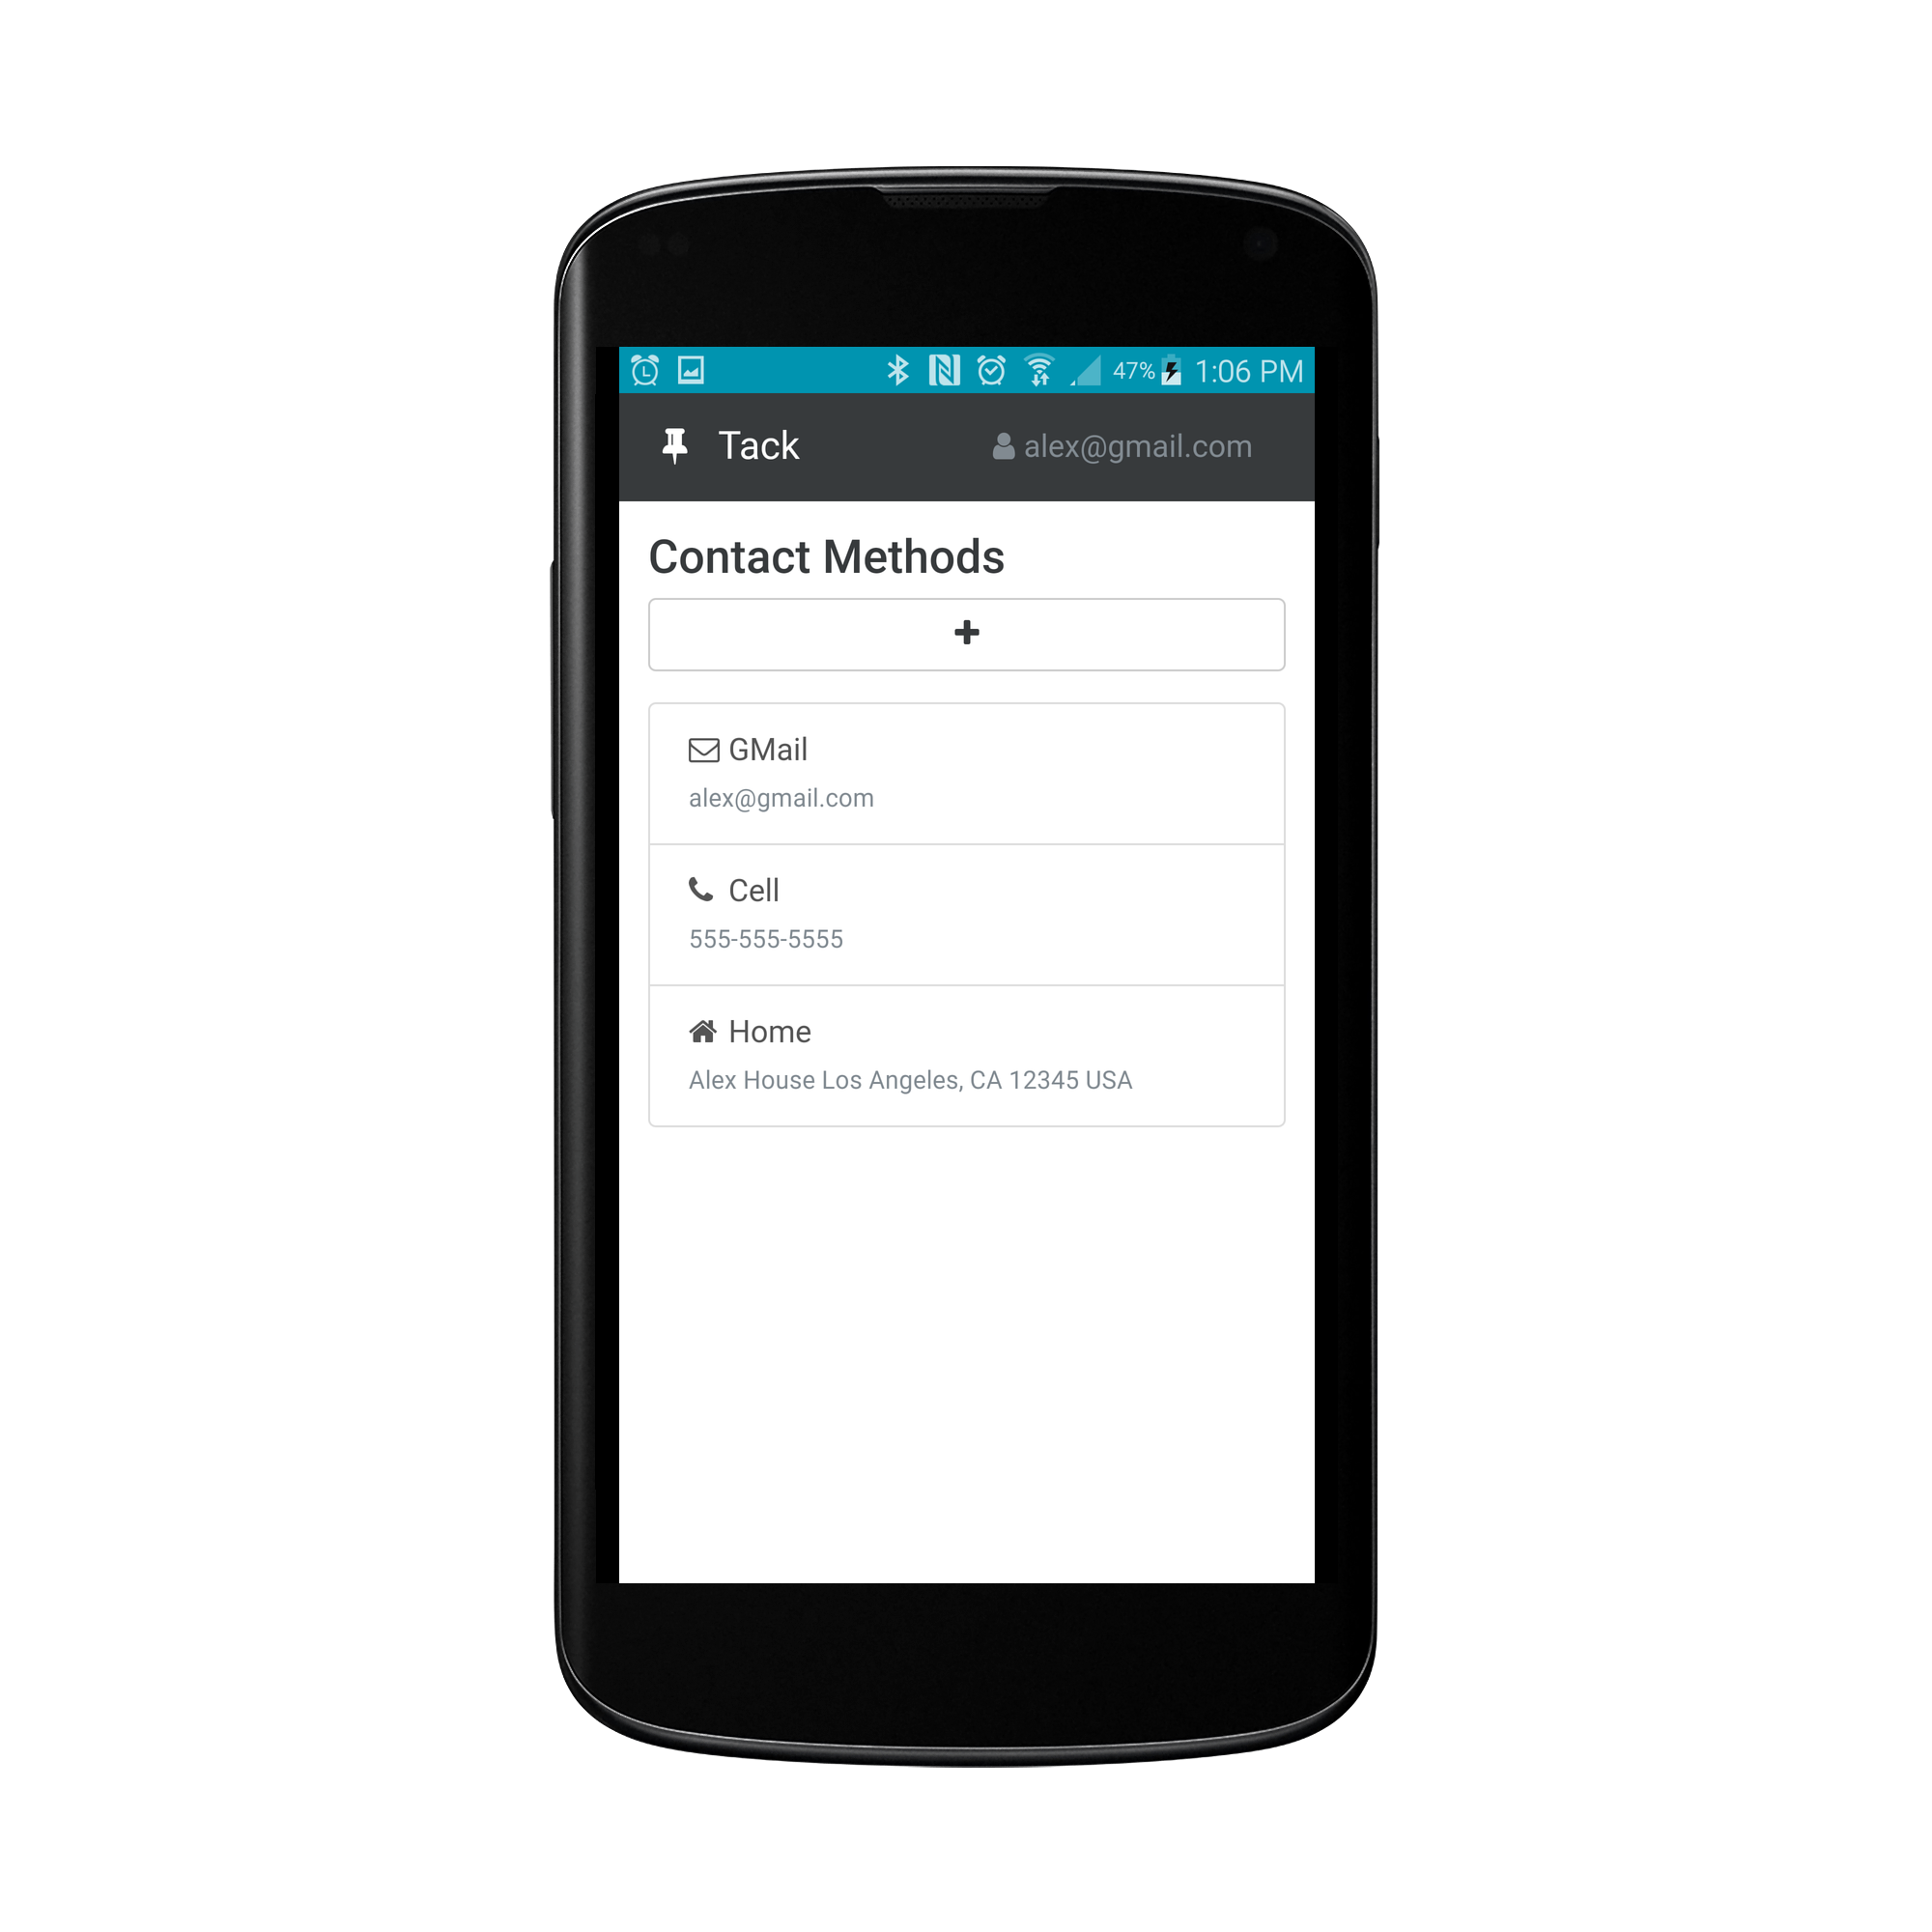 47% 1:06 PM
Tack alex@gmail.com
Contact Methods
GMail
alex@gmail.com
Cell
555-555-5555
Home
Alex House Los Angeles, CA 12345 USA